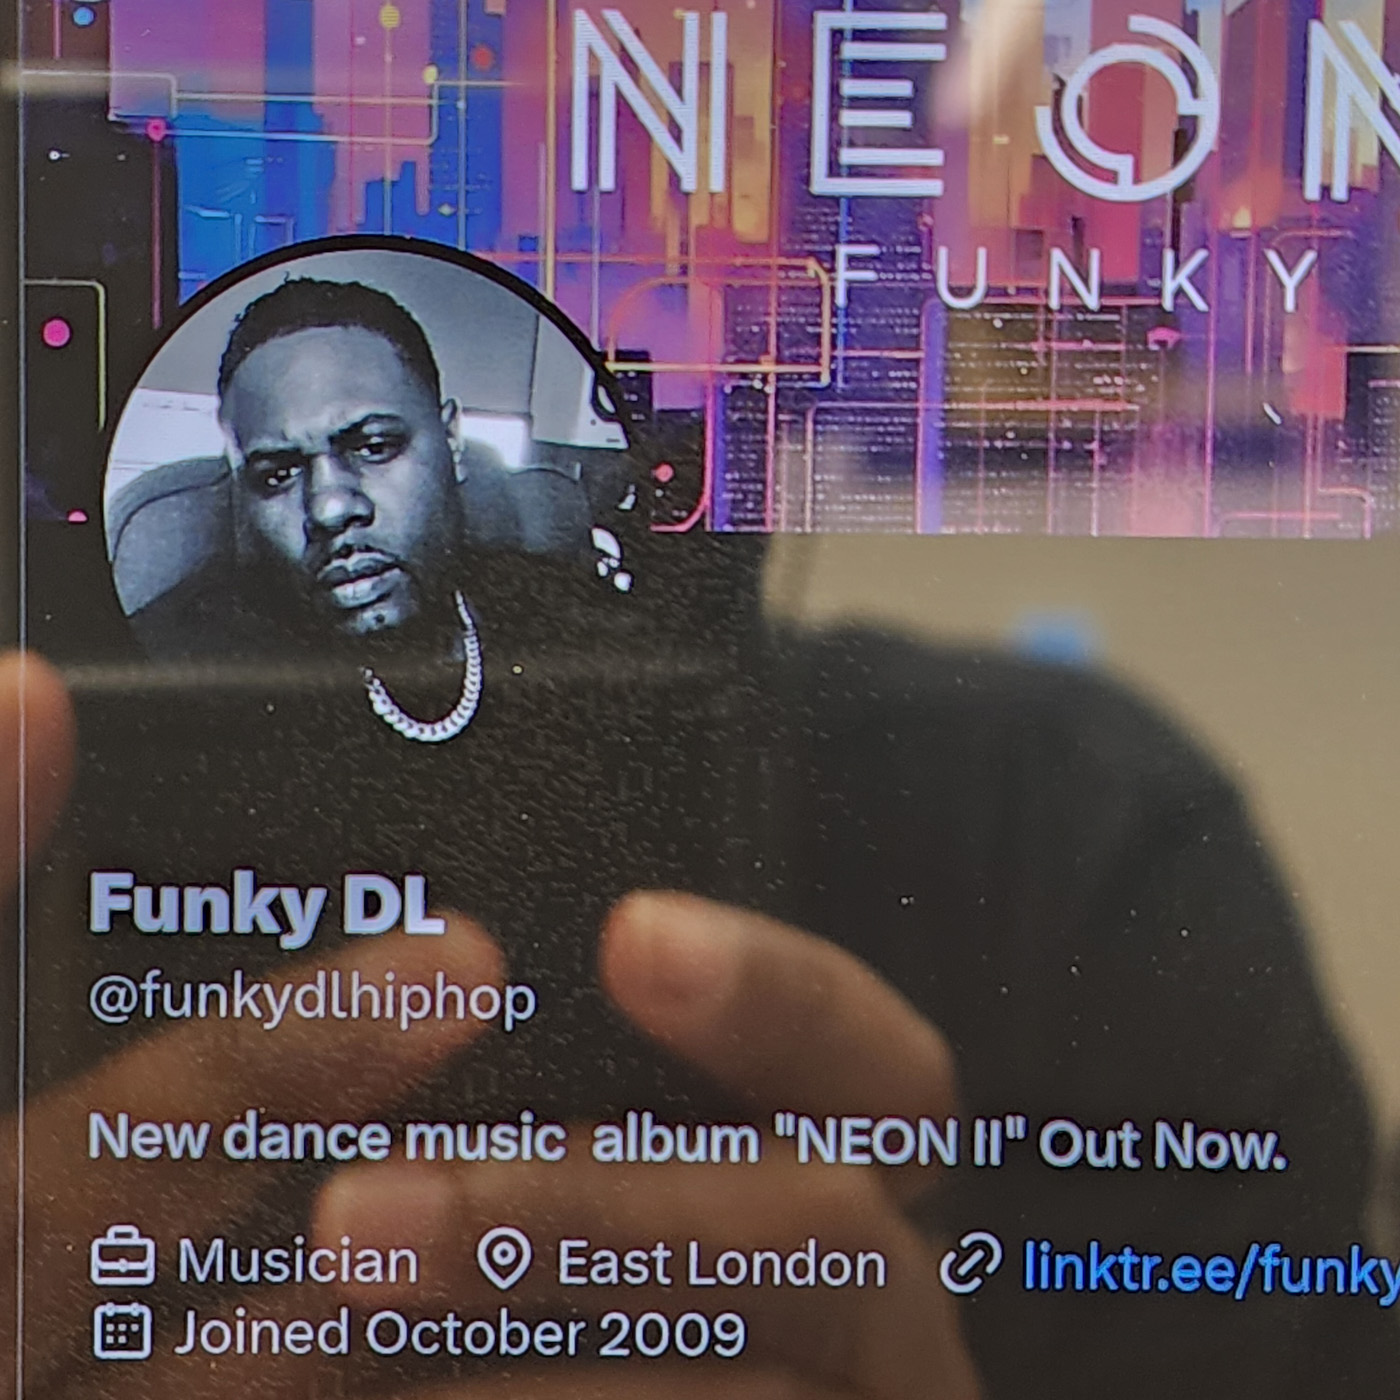 NEON
FUNKY
Funky DL
@funkydlhiphop
New dance music album "NEON II" Out Now.
Musician East London linktr.ee/funky
Joined October 2009